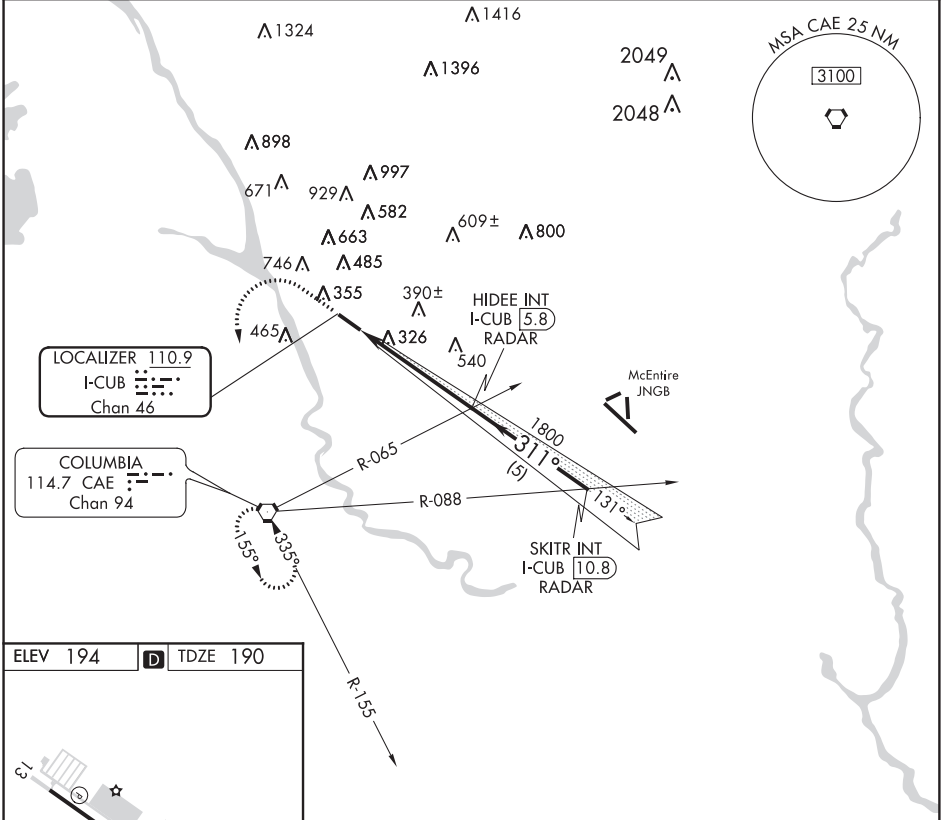 1416
1324
MSA CAE 25 NM
2049
1396
3100
2048
898
997
671
929
582
609±
800
663
746
485
355
390±
HIDEE INT
I-CUB 5.8
RADAR
465
326
540
LOCALIZER 110.9
I-CUB
Chan 46
McEntire
JNGB
1800
R-065
311°
(5)
COLUMBIA
114.7 CAE
Chan 94
R-088
131°
155°
335°
SKITR INT
I-CUB 10.8
RADAR
ELEV 194 D TDZE 190
R-155
13
P